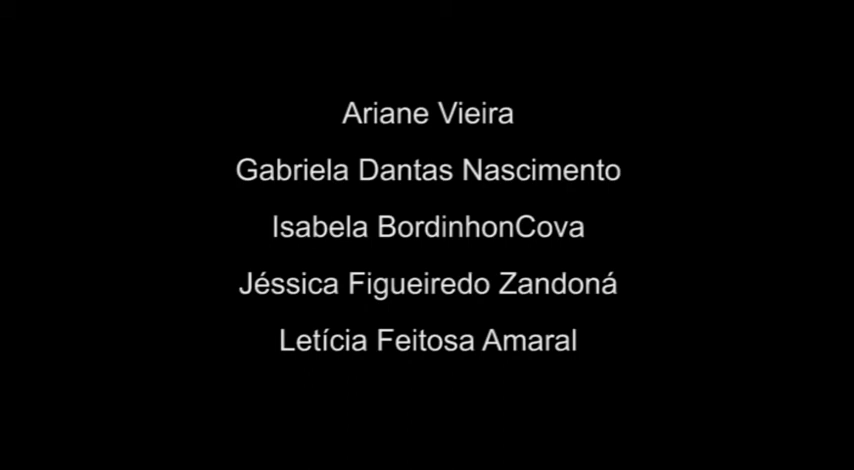 Ariane Vieira
Gabriela Dantas Nascimento
Isabela BordinhonCova
Jéssica Figueiredo Zandoná
Letícia Feitosa Amaral